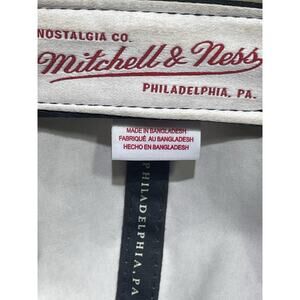 NOSTALGIA CO.
Mitchell & Ness
PHILADELPHIA, PA.
MADE IN BANGLADESH
FABRIQUÉ AU BANGLADESH
HECHO EN BANGLADESH
PHILADELPHIA, PA